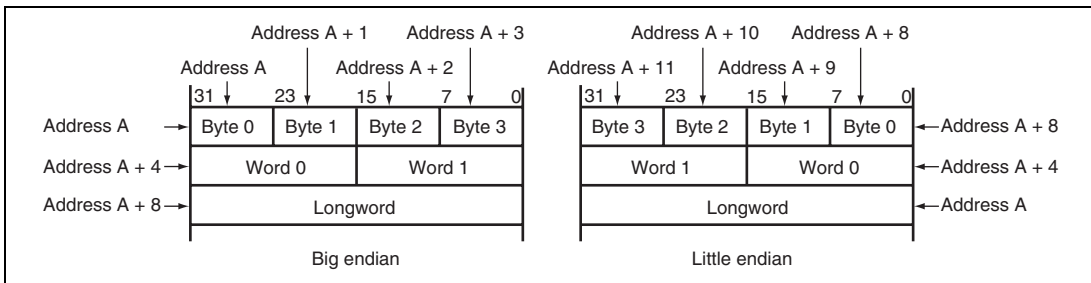 Address A + 1 Address A + 3 Address A + 10 Address A + 8
Address A Address A + 2 Address A + 11 Address A + 9
31 23 15 7 0 31 23 15 7 0
Address A Byte 0 Byte 1 Byte 2 Byte 3 Byte 3 Byte 2 Byte 1 Byte 0 Address A + 8
Address A + 4 Word 0 Word 1 Word 1 Word 0 Address A + 4
Address A + 8 Longword Longword Address A
Big endian Little endian